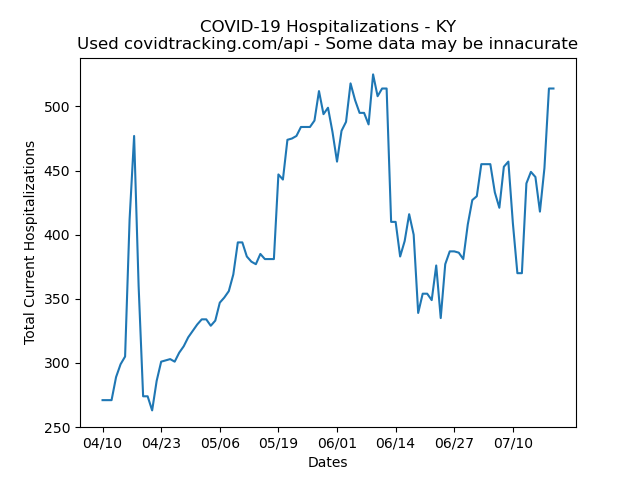 COVID-19 Hospitalizations - KY
Used covidtracking.com/api - Some data may be innacurate
Total Current Hospitalizations
500
450
400
350
300
250
04/10 04/23 05/06 05/19 06/01 06/14 06/27 07/10
Dates